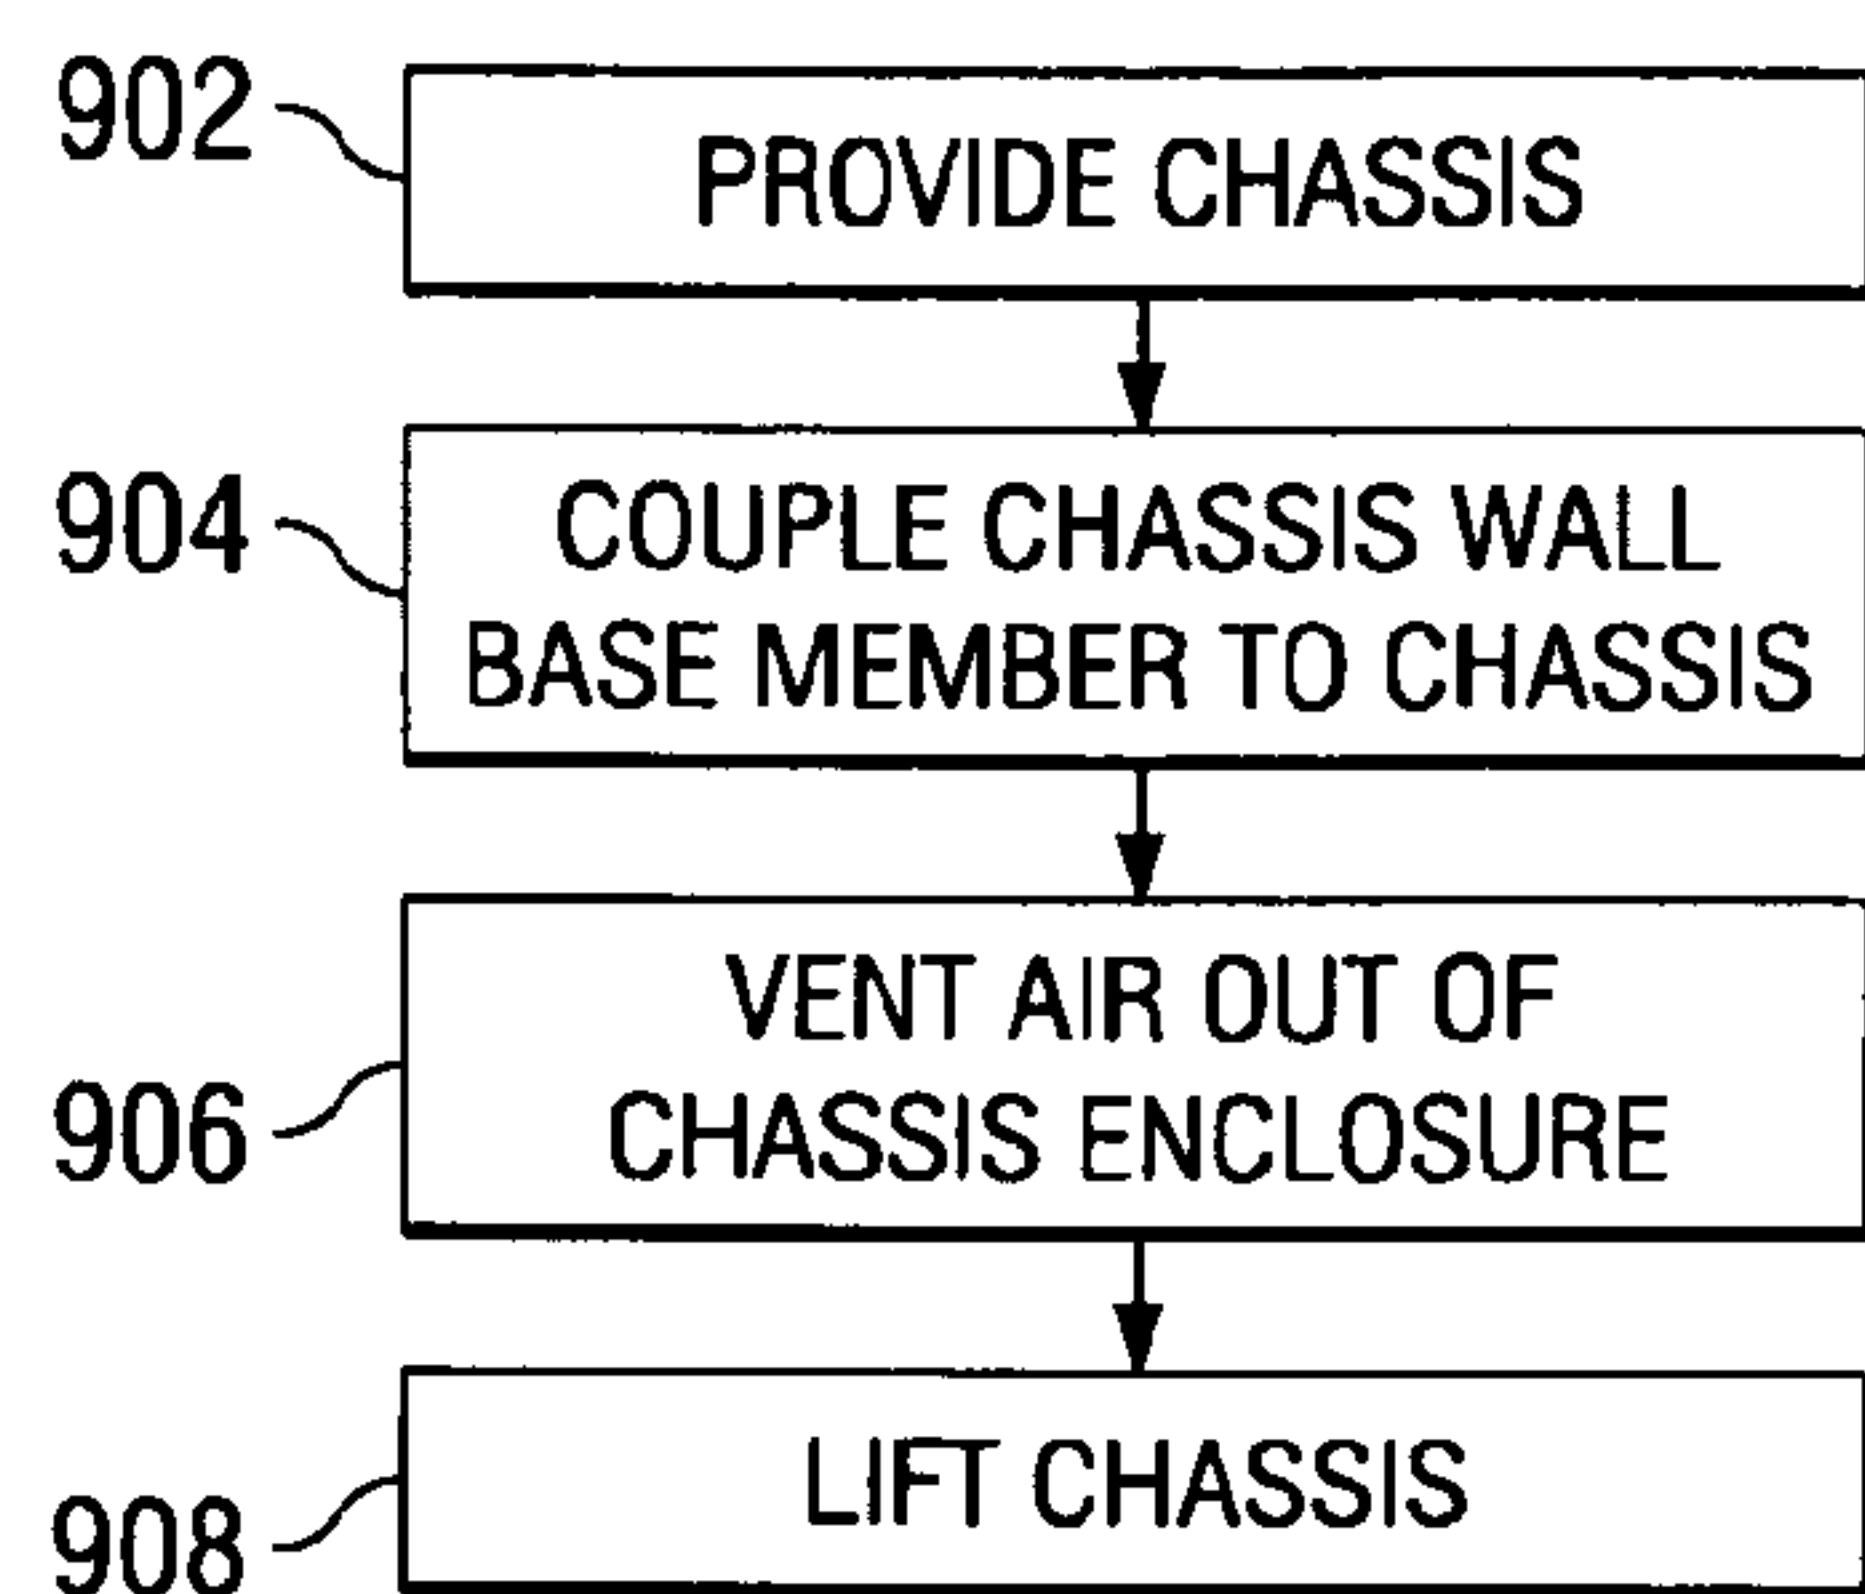 902
PROVIDE CHASSIS
904
COUPLE CHASSIS WALL
BASE MEMBER TO CHASSIS
906
VENT AIR OUT OF
CHASSIS ENCLOSURE
908
LIFT CHASSIS